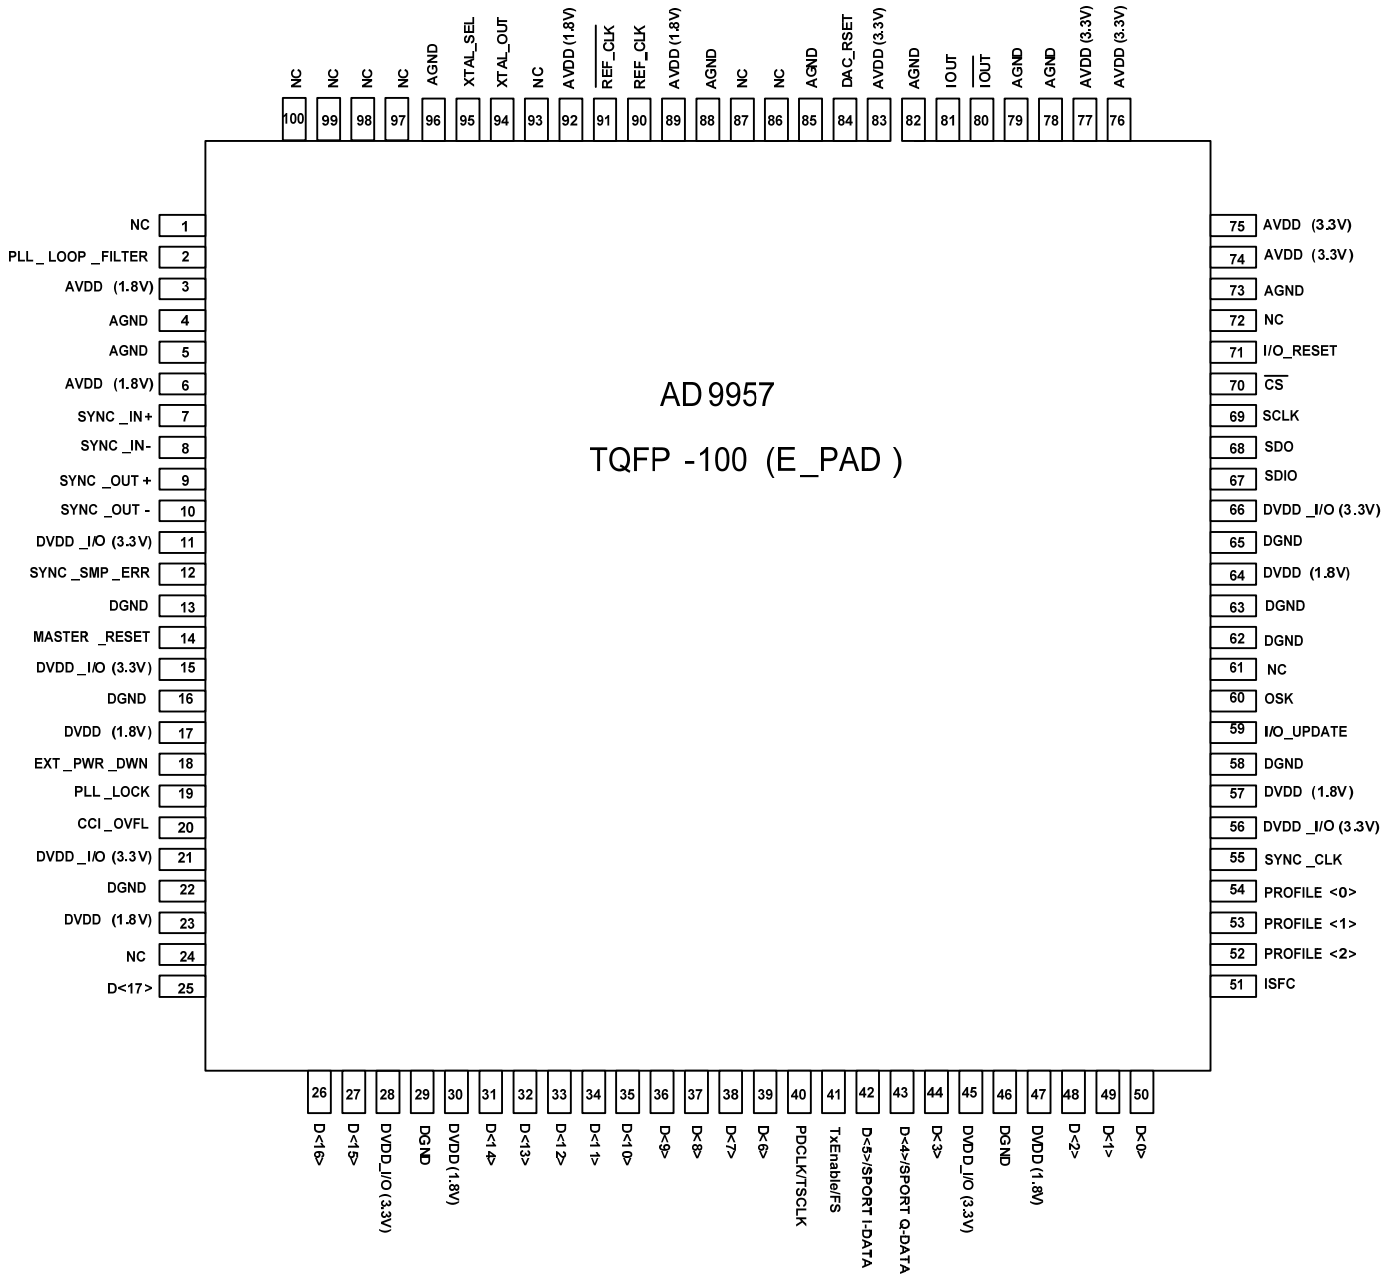 NC
NC
NC
NC
AGND
XTAL_SEL
XTAL_OUT
NC
AVDD (1.8V)
REF_CLK
REF_CLK
AVDD (1.8V)
AGND
NC
NC
AGND
DAC_RSET
AVDD (3.3V)
AGND
IOUT
IOUT
AGND
AGND
AVDD (3.3V)
AVDD (3.3V)
100 99 98 97 96 95 94 93 92 91 90 89 88 87 86 85 84 83 82 81 80 79 78 77 76
NC 1
PLL_LOOP_FILTER 2
AVDD (1.8V) 3
AGND 4
AGND 5
AVDD (1.8V) 6
SYNC_IN+ 7
SYNC_IN- 8
SYNC_OUT+ 9
SYNC_OUT- 10
DVDD_I/O (3.3V) 11
SYNC_SMP_ERR 12
DGND 13
MASTER_RESET 14
DVDD_I/O (3.3V) 15
DGND 16
DVDD (1.8V) 17
EXT_PWR_DWN 18
PLL_LOCK 19
CCI_OVFL 20
DVDD_I/O (3.3V) 21
DGND 22
DVDD (1.8V) 23
NC 24
D<17> 25
AD9957
TQFP-100 (E_PAD)
75 AVDD (3.3V)
74 AVDD (3.3V)
73 AGND
72 NC
71 I/O_RESET
70 CS
69 SCLK
68 SDO
67 SDIO
66 DVDD_I/O (3.3V)
65 DGND
64 DVDD (1.8V)
63 DGND
62 DGND
61 NC
60 OSK
59 I/O_UPDATE
58 DGND
57 DVDD (1.8V)
56 DVDD_I/O (3.3V)
55 SYNC_CLK
54 PROFILE <0>
53 PROFILE <1>
52 PROFILE <2>
51 ISFC
26 27 28 29 30 31 32 33 34 35 36 37 38 39 40 41 42 43 44 45 46 47 48 49 50
D<16>
D<15>
DVDD_I/O (3.3V)
DGND
DVDD (1.8V)
D<14>
D<13>
D<12>
D<11>
D<10>
D<9>
D<8>
D<7>
D<6>
PDCLK/TSCLK
TxEnable/FS
D<5>/SPORT I-DATA
D<4>/SPORT Q-DATA
D<3>
DVDD_I/O (3.3V)
DGND
DVDD (1.8V)
D<2>
D<1>
D<0>